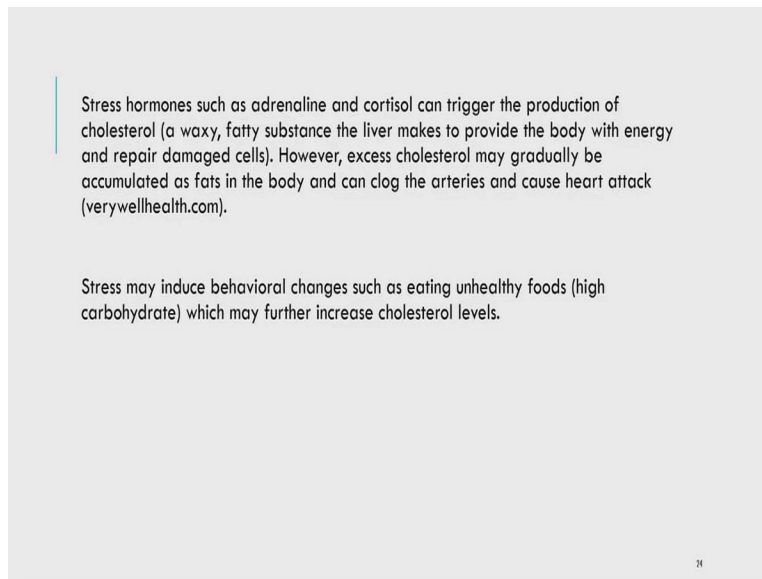 Stress hormones such as adrenaline and cortisol can trigger the production of
cholesterol (a waxy, fatty substance the liver makes to provide the body with energy
and repair damaged cells). However, excess cholesterol may gradually be
accumulated as fats in the body and can clog the arteries and cause heart attack
(verywellhealth.com).
Stress may induce behavioral changes such as eating unhealthy foods (high
carbohydrate) which may further increase cholesterol levels.
24